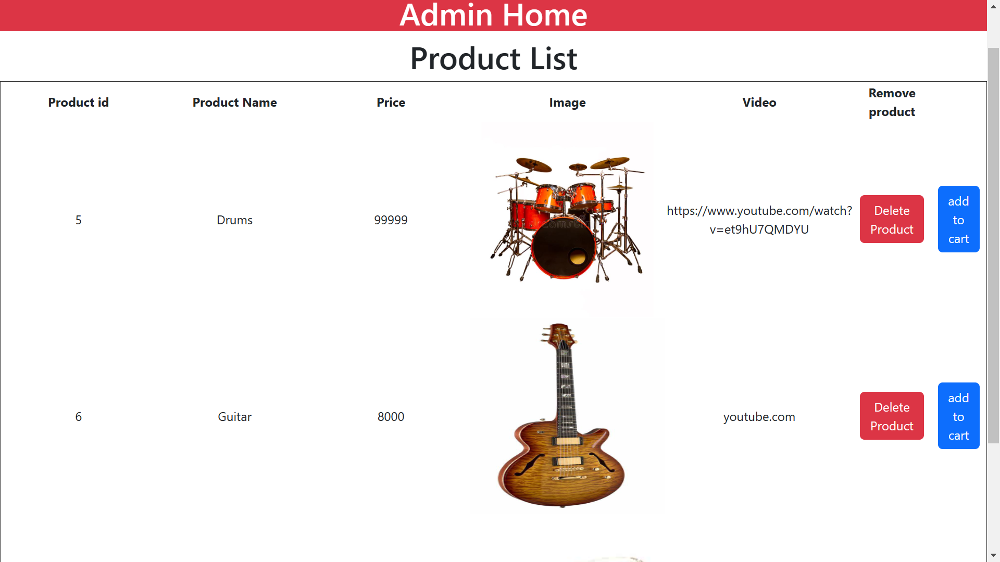 Admin Home
Product List
Product id Product Name Price Image Video Remove product
5 Drums 99999 https://www.youtube.com/watch?v=et9hU7QMDYU Delete Product add to cart
dreamstime
6 Guitar 8000 youtube.com Delete Product add to cart